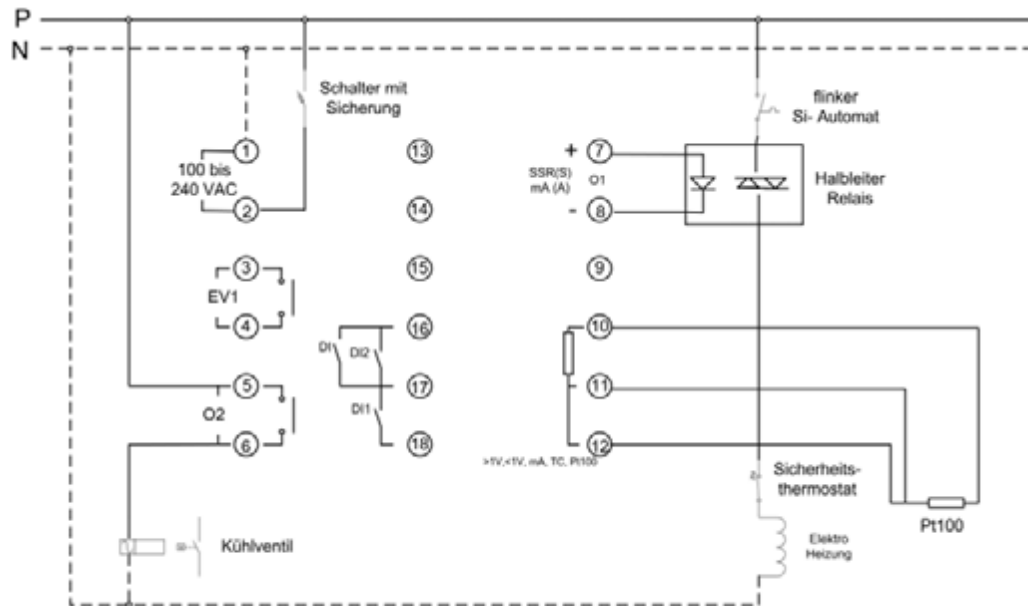 P
N
Schalter mit
Sicherung
flinker
Si- Automat
1
100 bis
240 VAC
2
13
14
+
7
SSR(S)
mA (A)
O1
-
8
Halbleiter
Relais
3
EV1
4
15
9
16
10
DI
DI2
5
17
11
O2
DI1
6
18
12
>1V,<1V, mA, TC, Pt100
Sicherheits-
thermostat
Pt100
Kühlventil
Elektro
Heizung